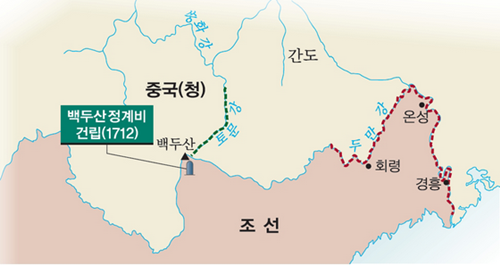 쑹화 강
간도
중국(청)
백두산 정계비
건립(1712)
토문강
온성
두만강
백두산
회령
경흥
조 선